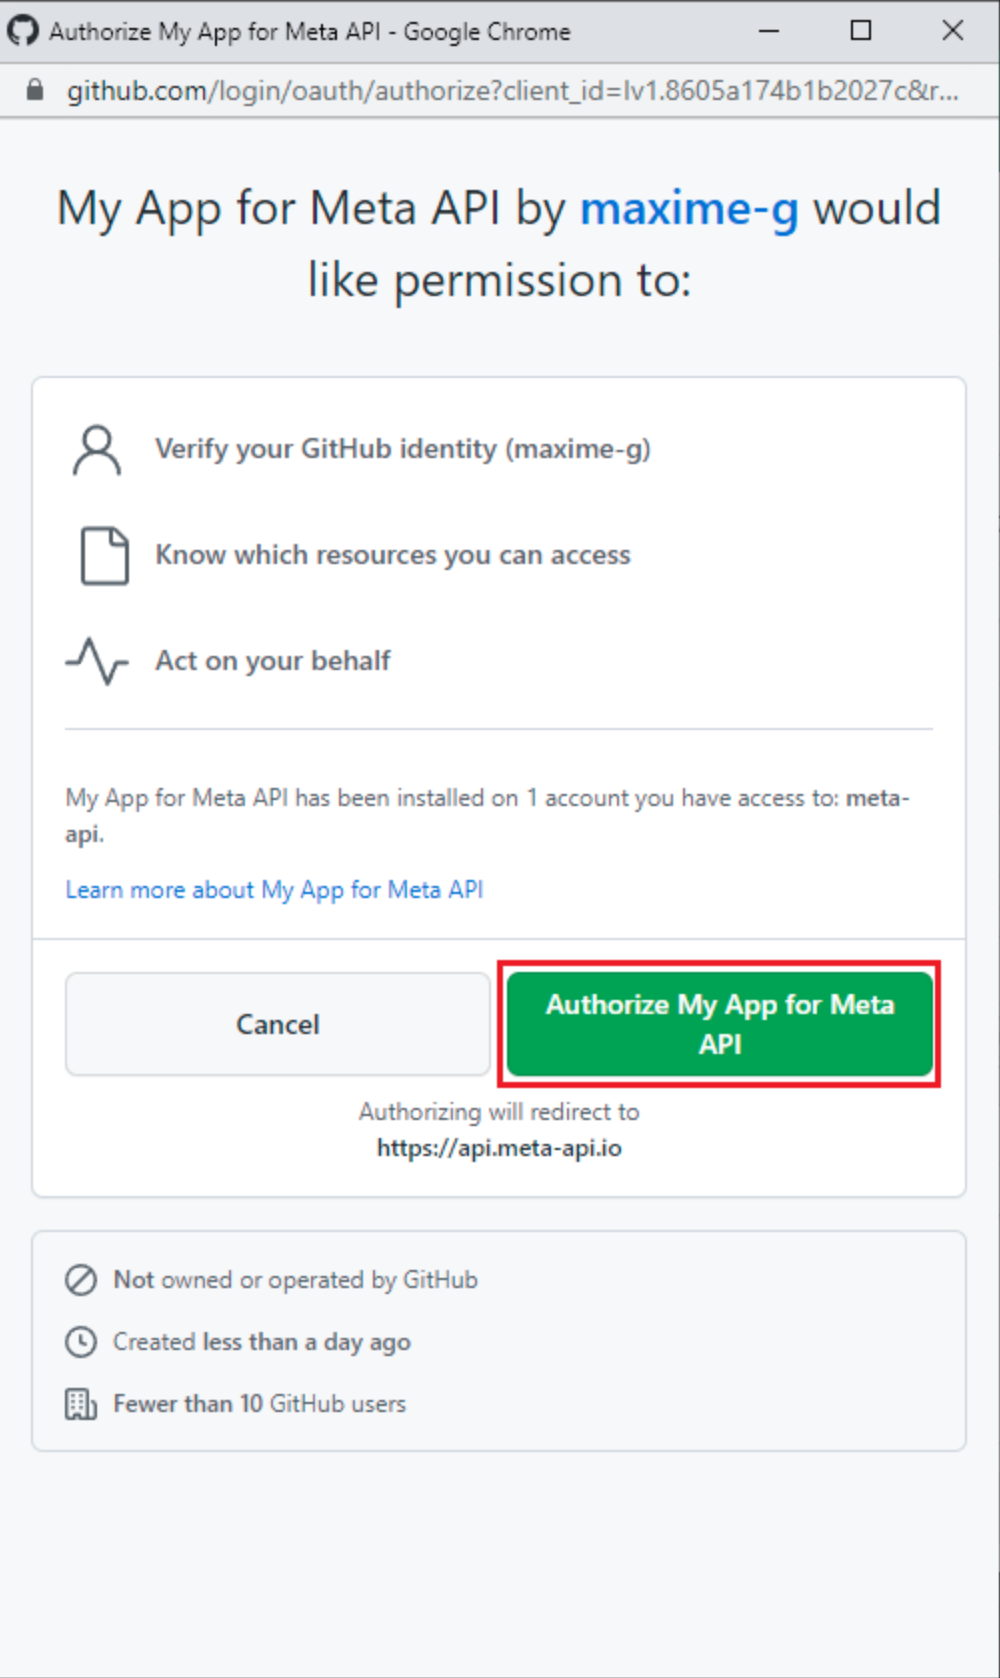 Authorize My App for Meta API - Google Chrome
github.com/login/oauth/authorize?client_id=Iv1.8605a174b1b2027c&r...
My App for Meta API by maxime-g would
like permission to:
Verify your GitHub identity (maxime-g)
Know which resources you can access
Act on your behalf
My App for Meta API has been installed on 1 account you have access to: meta-
api.
Learn more about My App for Meta API
Cancel
Authorize My App for Meta
API
Authorizing will redirect to
https://api.meta-api.io
Not owned or operated by GitHub
Created less than a day ago
Fewer than 10 GitHub users